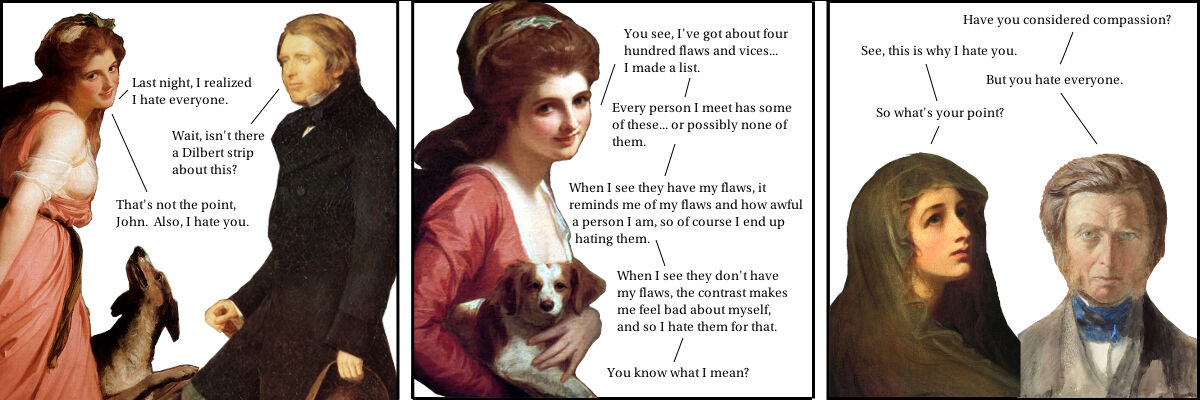 Last night, I realized
I hate everyone.
Wait, isn't there
a Dilbert strip
about this?
That's not the point,
John. Also, I hate you.
You see, I've got about four
hundred flaws and vices...
I made a list.
Every person I meet has some
of these... or possibly none of
them.
When I see they have my flaws, it
reminds me of my flaws and how awful
a person I am, so of course I end up
hating them.
When I see they don't have
my flaws, the contrast makes
me feel bad about myself,
and so I hate them for that.
You know what I mean?
Have you considered compassion?
See, this is why I hate you.
But you hate everyone.
So what's your point?